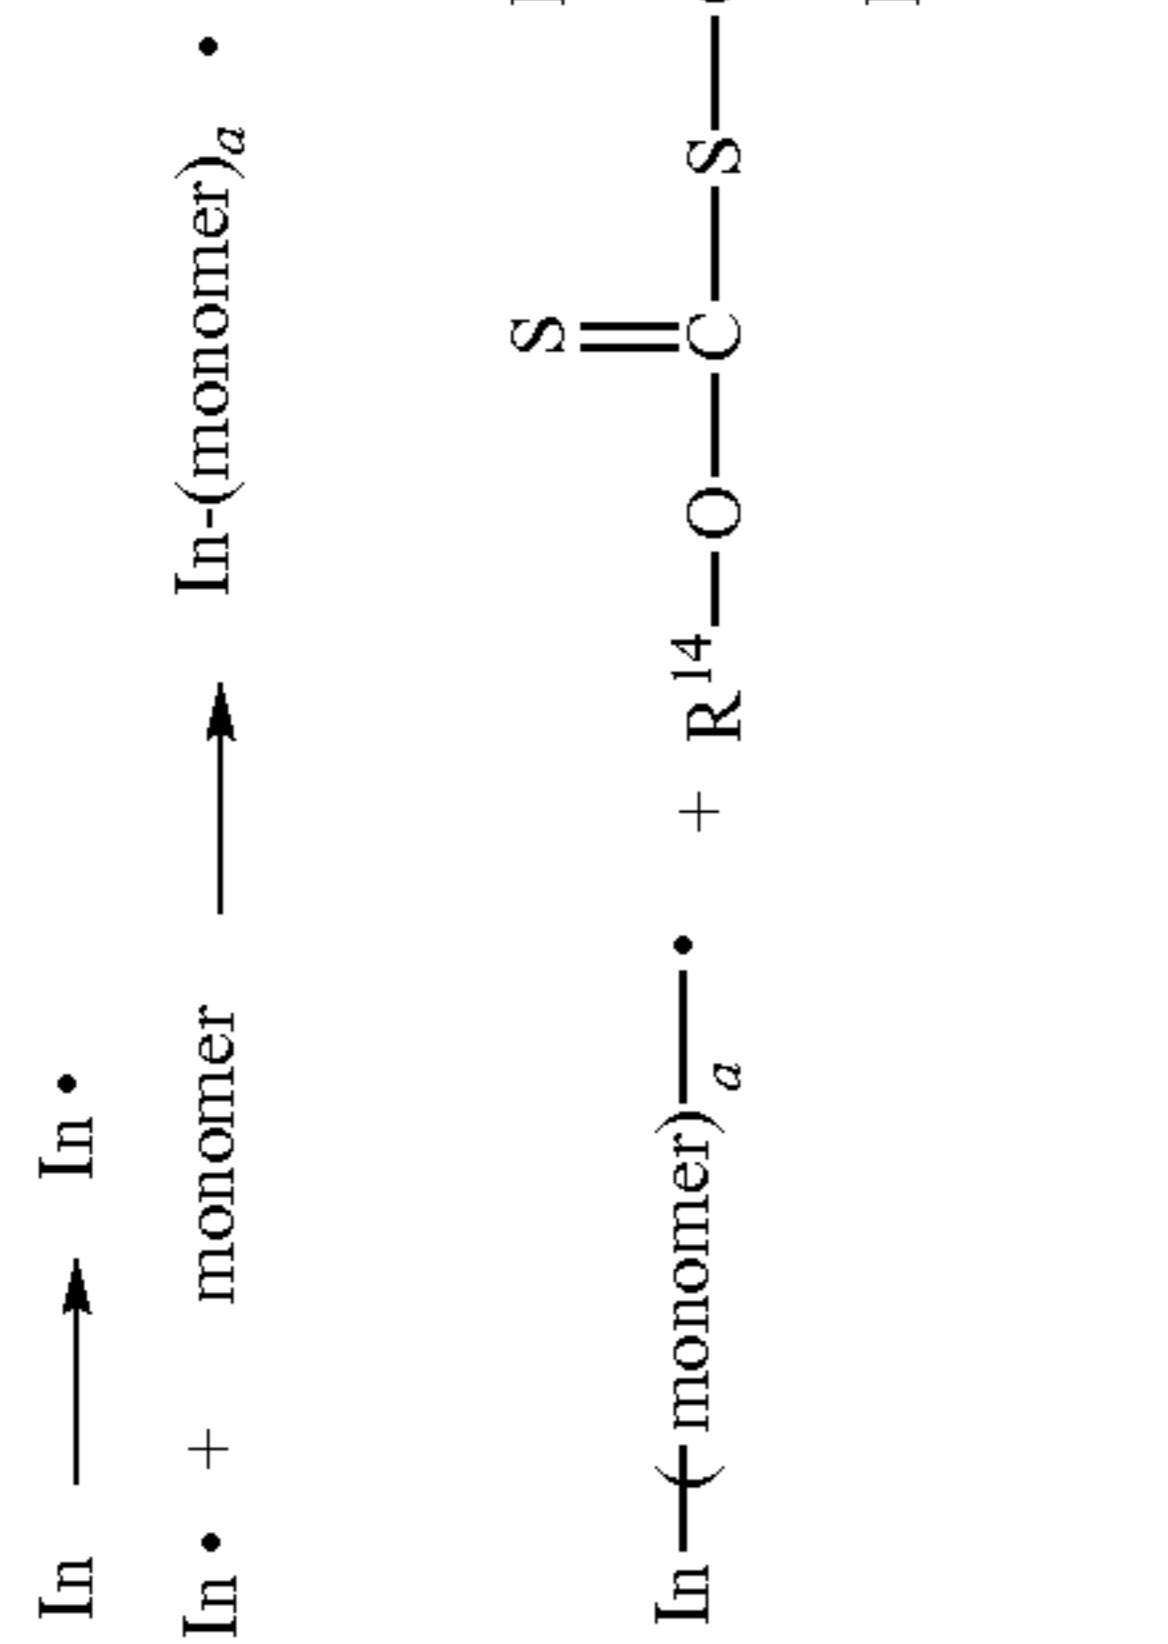 In → In •
In • + monomer → In-(monomer)a •
S
In—( monomer)a—• + R14—O—C—S—